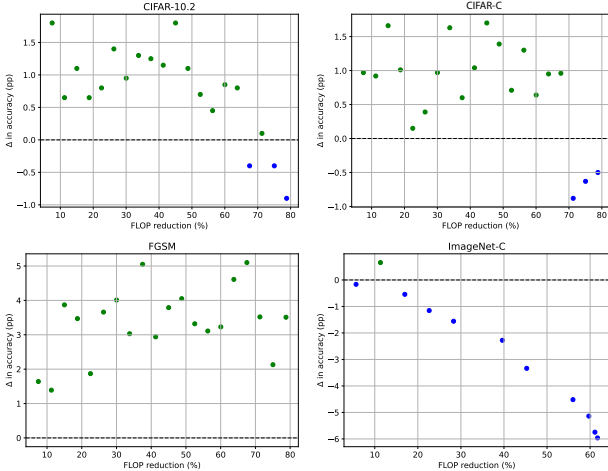 CIFAR-10.2
Δ in accuracy (pp)
1.5
1.0
0.5
0.0
−0.5
−1.0
10 20 30 40 50 60 70 80
FLOP reduction (%)
CIFAR-C
Δ in accuracy (pp)
1.5
1.0
0.5
0.0
−0.5
−1.0
10 20 30 40 50 60 70 80
FLOP reduction (%)
FGSM
Δ in accuracy (pp)
5
4
3
2
1
0
10 20 30 40 50 60 70 80
FLOP reduction (%)
ImageNet-C
Δ in accuracy (pp)
0
−1
−2
−3
−4
−5
−6
10 20 30 40 50 60
FLOP reduction (%)